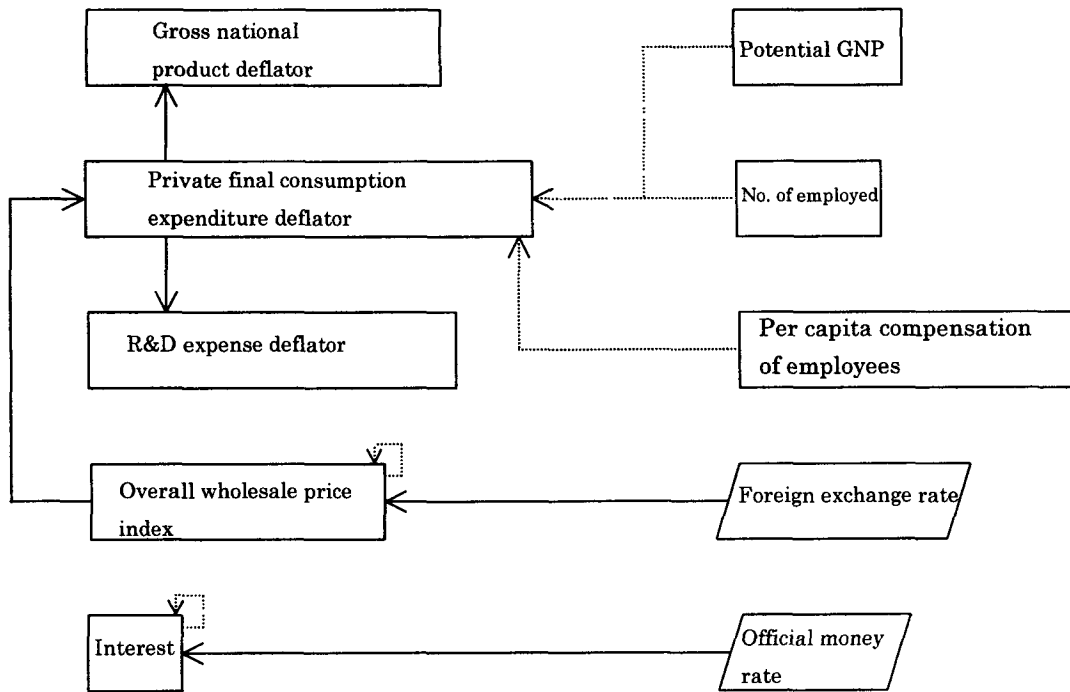 Gross national
product deflator
Potential GNP
Private final consumption
expenditure deflator
No. of employed
R&D expense deflator
Per capita compensation
of employees
Overall wholesale price
index
Foreign exchange rate
Interest
Official money
rate